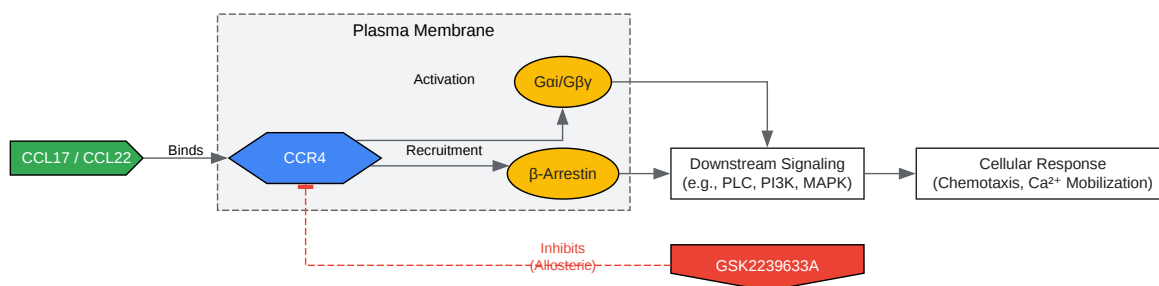 Plasma Membrane
Activation
Gαi/Gβγ
CCL17 / CCL22
Binds
CCR4
Recruitment
β-Arrestin
Downstream Signaling
(e.g., PLC, PI3K, MAPK)
Cellular Response
(Chemotaxis, Ca²⁺ Mobilization)
Inhibits
(Allosteric)
GSK2239633A